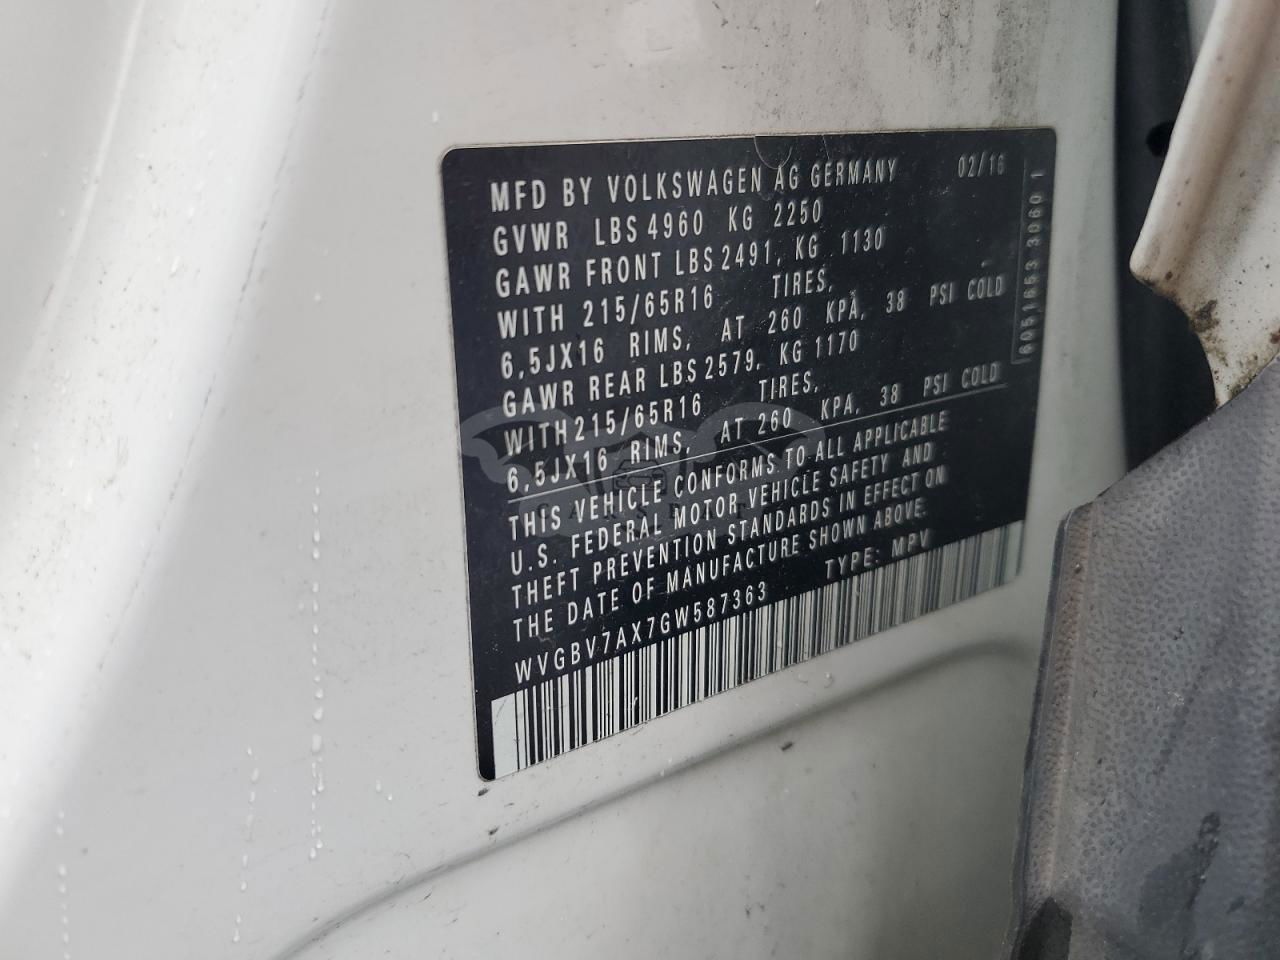 MFD BY VOLKSWAGEN AG GERMANY 02/16
GVWR LBS 4960 KG 2250
GAWR FRONT LBS 2491, KG 1130
WITH 215/65R16 TIRES,
6,5JX16 RIMS, AT 260 KPA, 38 PSI COLD
GAWR REAR LBS 2579, KG 1170
WITH 215/65R16 TIRES,
6,5JX16 RIMS, AT 260 KPA, 38 PSI COLD
THIS VEHICLE CONFORMS TO ALL APPLICABLE
U.S. FEDERAL MOTOR VEHICLE SAFETY AND
THEFT PREVENTION STANDARDS IN EFFECT ON
THE DATE OF MANUFACTURE SHOWN ABOVE.
WVGBV7AX7GW587363 TYPE: MPV
6051653 3060 1